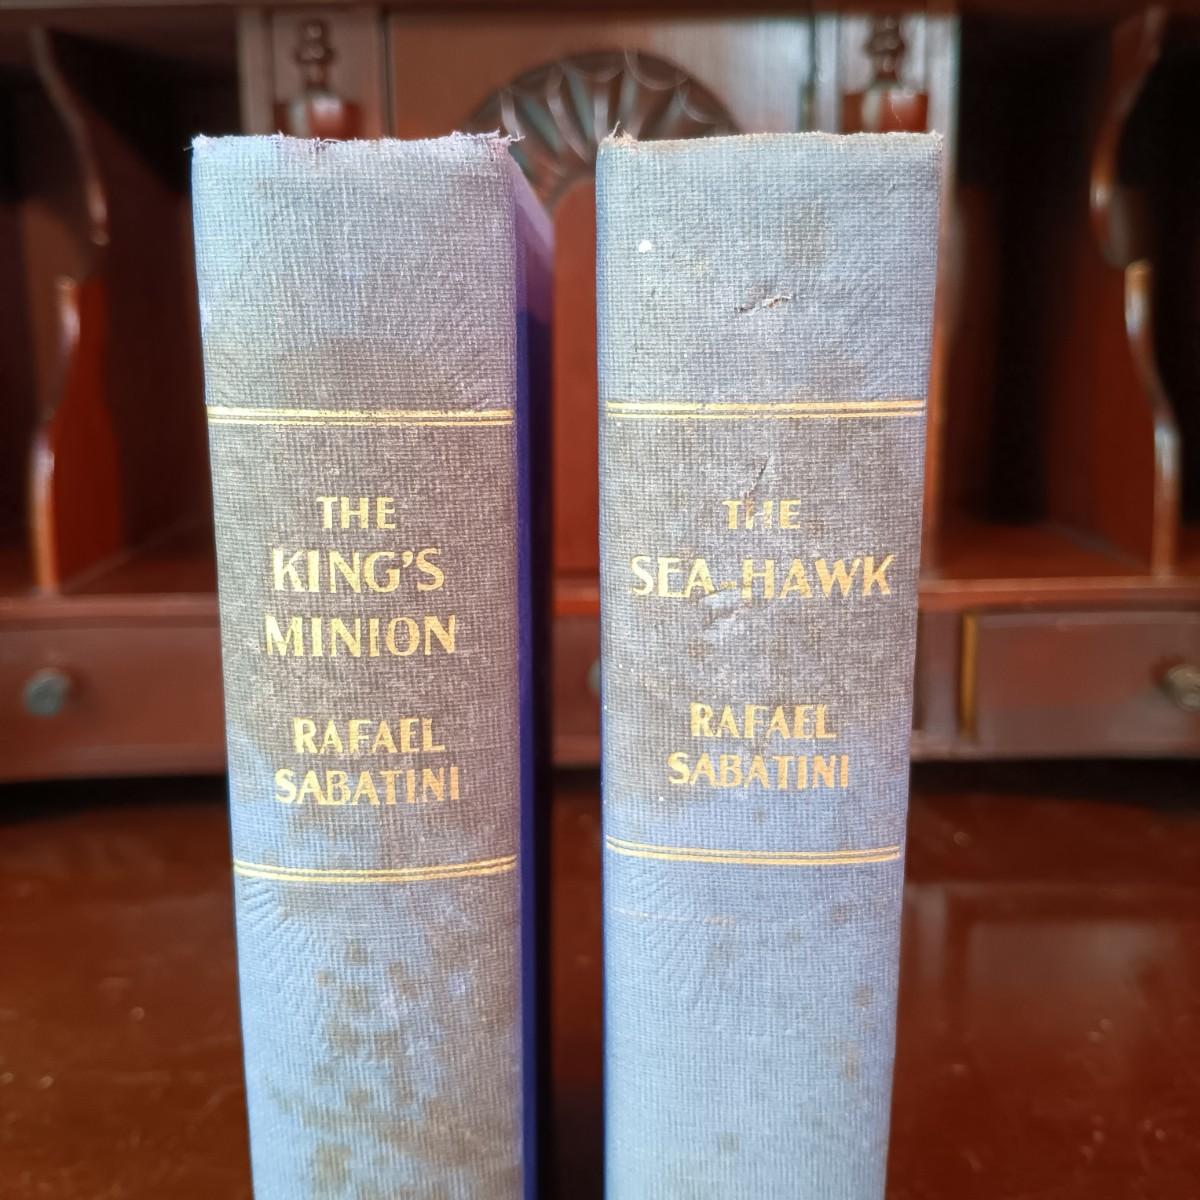 THE
KING'S
MINION
RAFAEL
SABATINI
THE
SEA-HAWK
RAFAEL
SABATINI